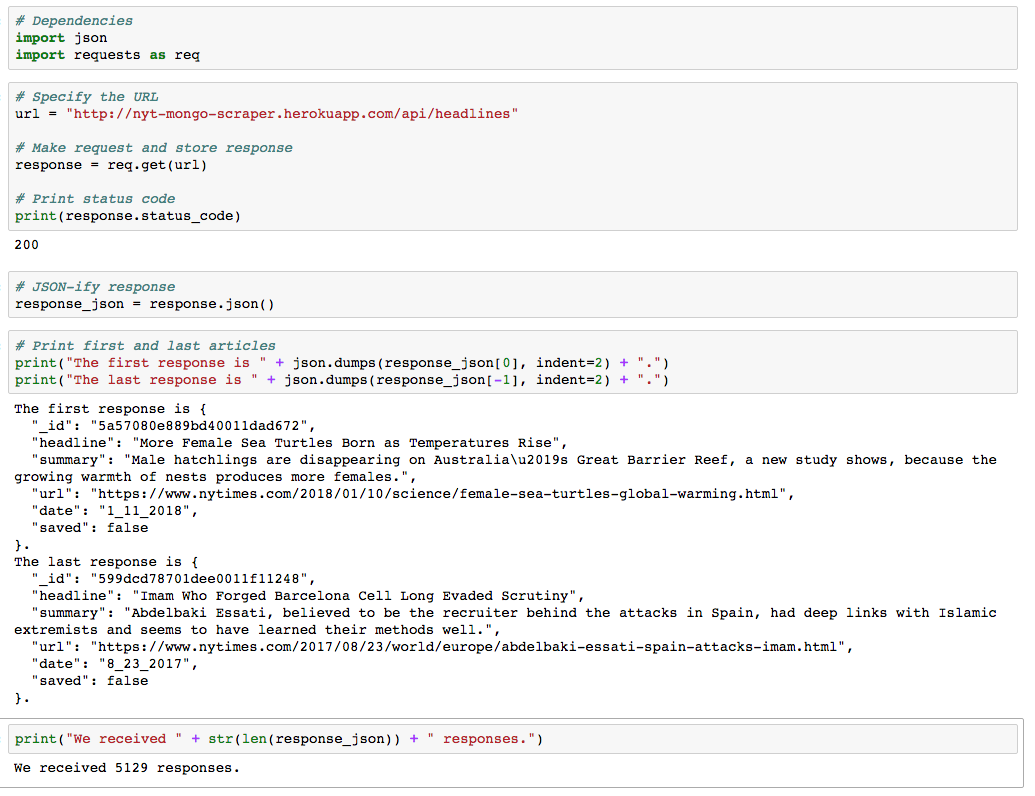 # Dependencies
import json
import requests as req
# Specify the URL
url = "http://nyt-mongo-scraper.herokuapp.com/api/headlines"
# Make request and store response
response = req.get(url)
# Print status code
print(response.status_code)
200
# JSON-ify response
response_json = response.json()
# Print first and last articles
print("The first response is " + json.dumps(response_json[0], indent=2) + ".")
print("The last response is " + json.dumps(response_json[-1], indent=2) + ".")
The first response is {
  "_id": "5a57080e889bd40011dad672",
  "headline": "More Female Sea Turtles Born as Temperatures Rise",
  "summary": "Male hatchlings are disappearing on Australia\u2019s Great Barrier Reef, a new study shows, because the
growing warmth of nests produces more females.",
  "url": "https://www.nytimes.com/2018/01/10/science/female-sea-turtles-global-warming.html",
  "date": "1_11_2018",
  "saved": false
}.
The last response is {
  "_id": "599dcd78701dee0011f11248",
  "headline": "Imam Who Forged Barcelona Cell Long Evaded Scrutiny",
  "summary": "Abdelbaki Essati, believed to be the recruiter behind the attacks in Spain, had deep links with Islamic
extremists and seems to have learned their methods well.",
  "url": "https://www.nytimes.com/2017/08/23/world/europe/abdelbaki-essati-spain-attacks-imam.html",
  "date": "8_23_2017",
  "saved": false
}.
print("We received " + str(len(response_json)) + " responses.")
We received 5129 responses.